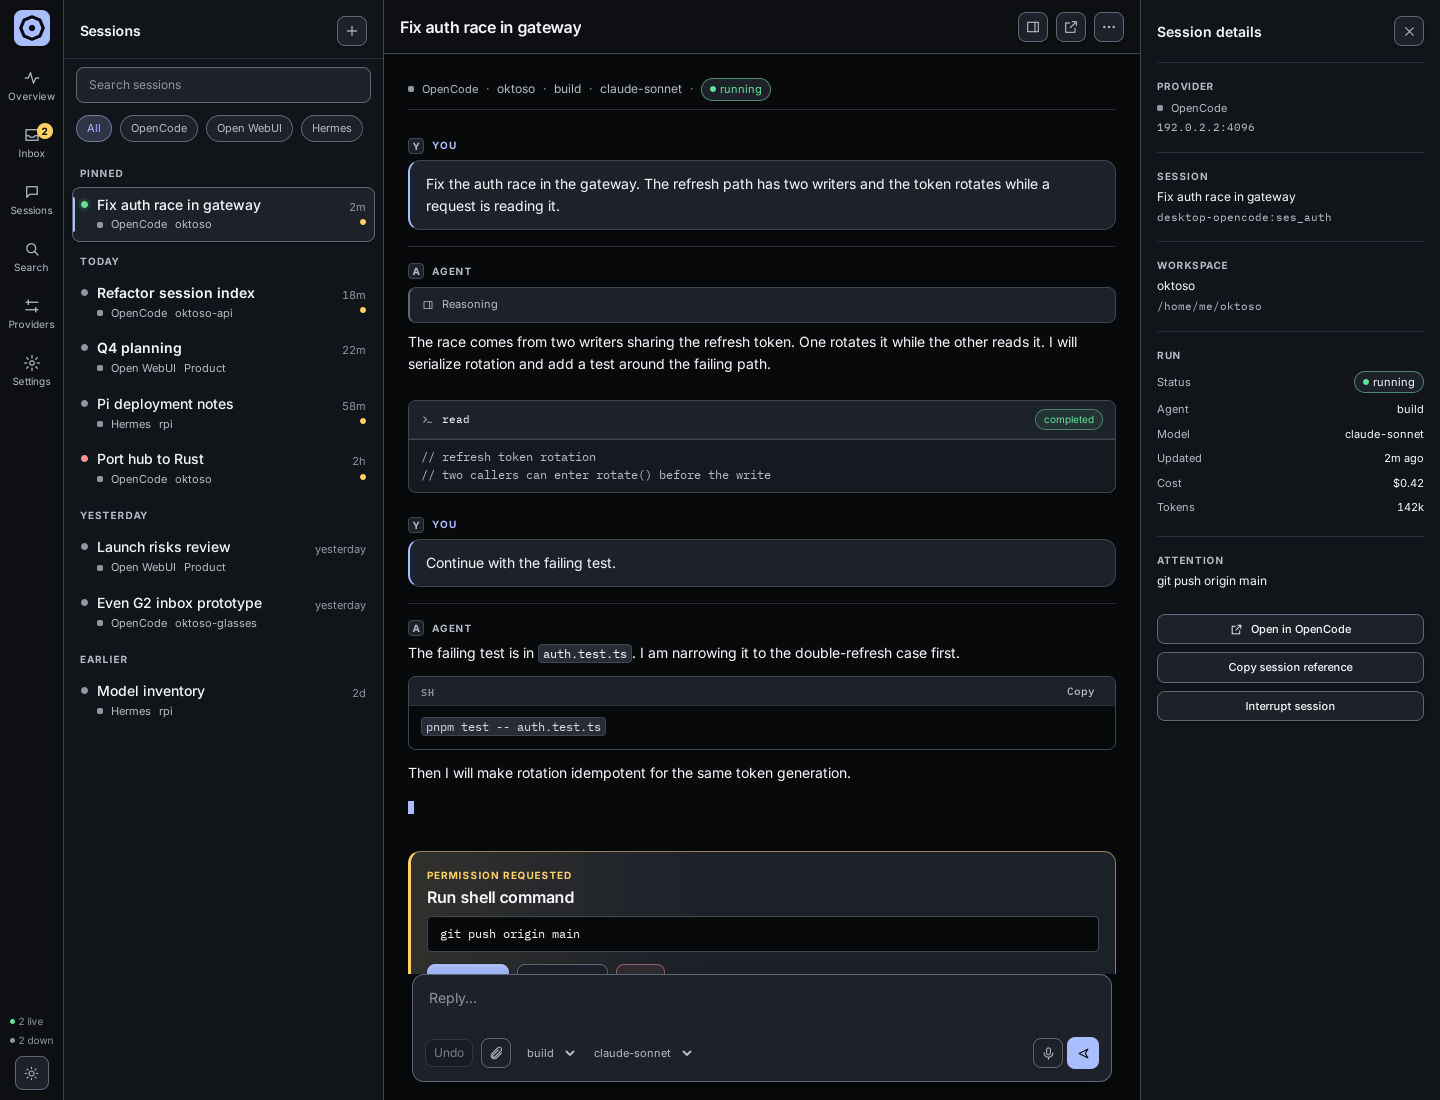 Overview
2
Inbox
Sessions
Search
Providers
Settings
2 live
2 down
Sessions
Search sessions
All
OpenCode
Open WebUI
Hermes
PINNED
Fix auth race in gateway
2m
OpenCode oktoso
TODAY
Refactor session index
18m
OpenCode oktoso-api
Q4 planning
22m
Open WebUI Product
Pi deployment notes
58m
Hermes rpi
Port hub to Rust
2h
OpenCode oktoso
YESTERDAY
Launch risks review
yesterday
Open WebUI Product
Even G2 inbox prototype
yesterday
OpenCode oktoso-glasses
EARLIER
Model inventory
2d
Hermes rpi
Fix auth race in gateway
OpenCode · oktoso · build · claude-sonnet · running
Y YOU
Fix the auth race in the gateway. The refresh path has two writers and the token rotates while a
request is reading it.
A AGENT
Reasoning
The race comes from two writers sharing the refresh token. One rotates it while the other reads it. I will
serialize rotation and add a test around the failing path.
read
completed
// refresh token rotation
// two callers can enter rotate() before the write
Y YOU
Continue with the failing test.
A AGENT
The failing test is in auth.test.ts. I am narrowing it to the double-refresh case first.
SH
Copy
pnpm test -- auth.test.ts
Then I will make rotation idempotent for the same token generation.
PERMISSION REQUESTED
Run shell command
git push origin main
Reply...
Undo
build
claude-sonnet
Session details
PROVIDER
OpenCode
192.0.2.2:4096
SESSION
Fix auth race in gateway
desktop-opencode:ses_auth
WORKSPACE
oktoso
/home/me/oktoso
RUN
Status running
Agent build
Model claude-sonnet
Updated 2m ago
Cost $0.42
Tokens 142k
ATTENTION
git push origin main
Open in OpenCode
Copy session reference
Interrupt session